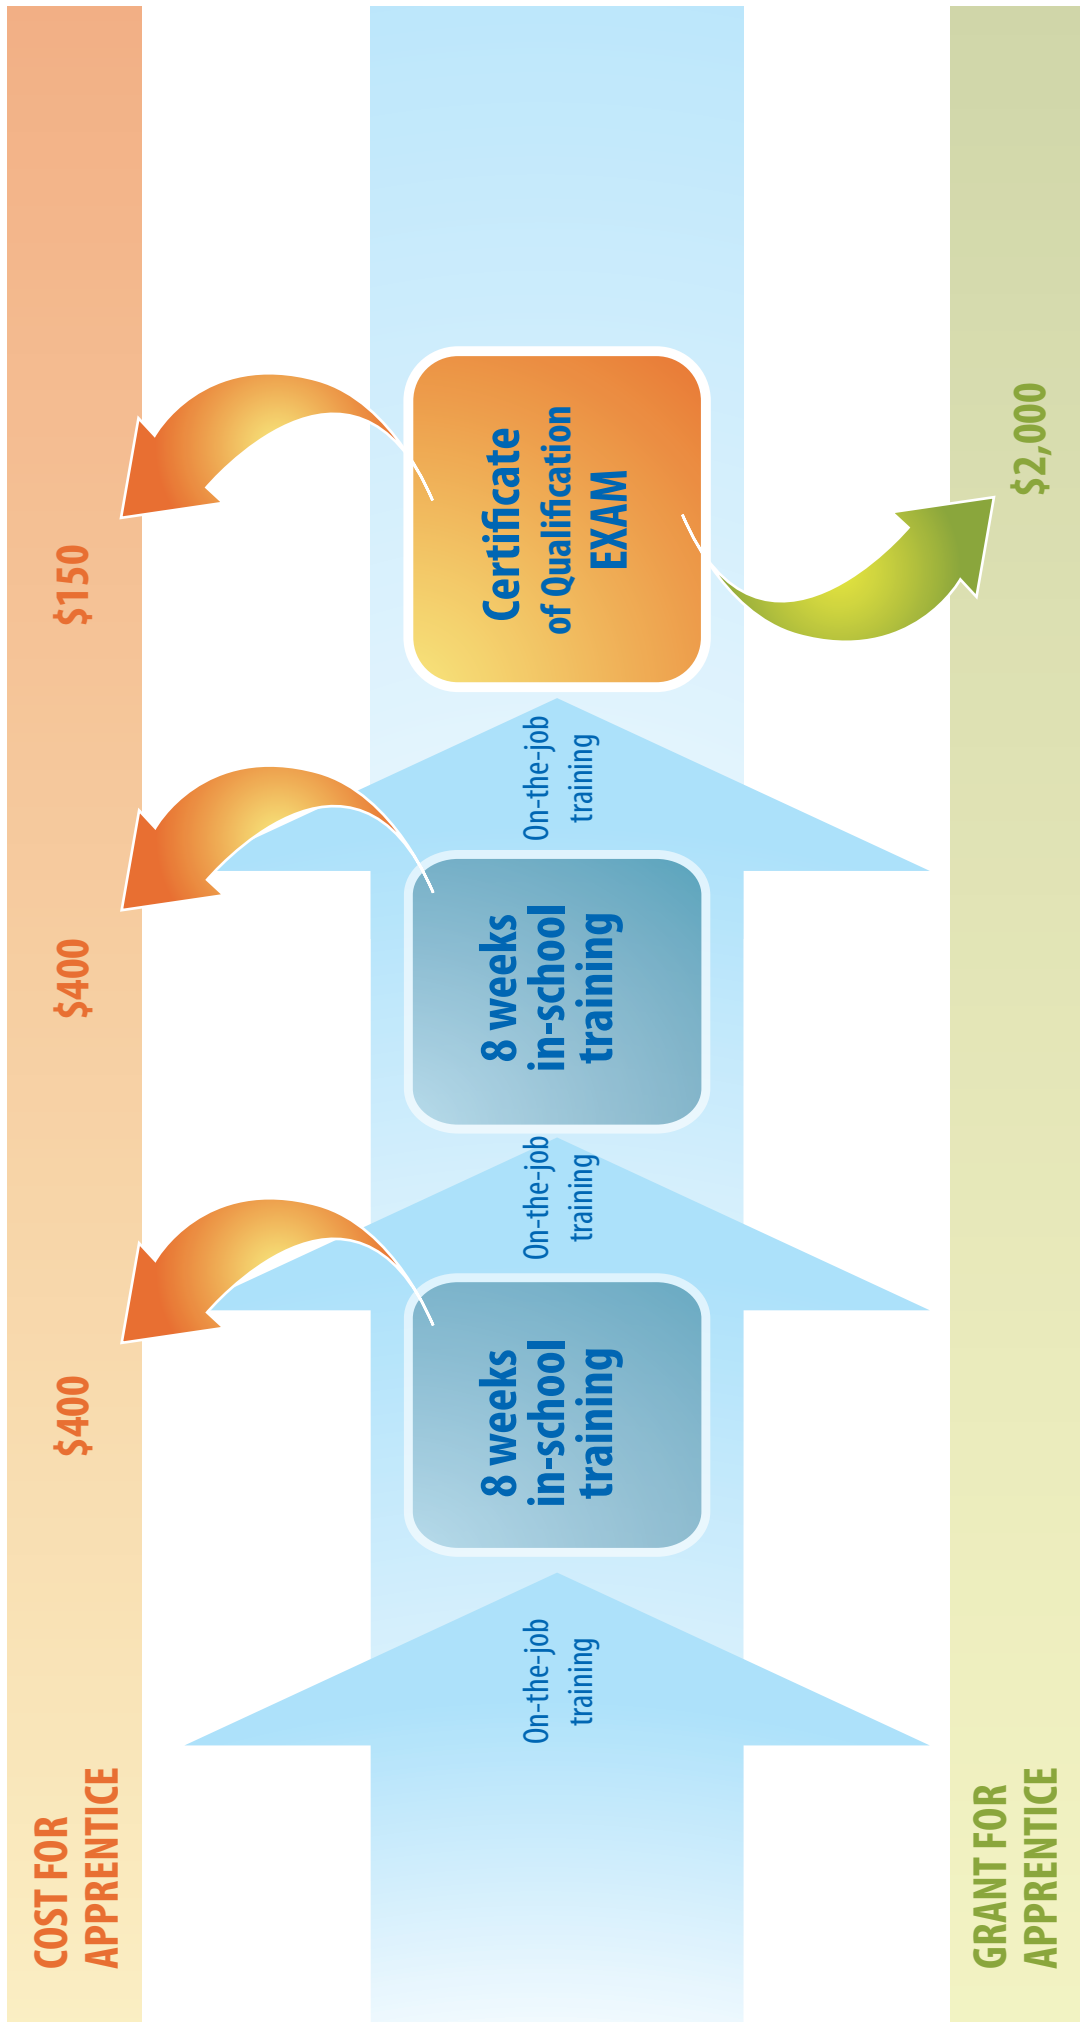 COST FOR
APPRENTICE
$400
$400
$150
On-the-job
training
8 weeks
in-school
training
On-the-job
training
8 weeks
in-school
training
On-the-job
training
Certificate
of Qualification
EXAM
GRANT FOR
APPRENTICE
$2,000